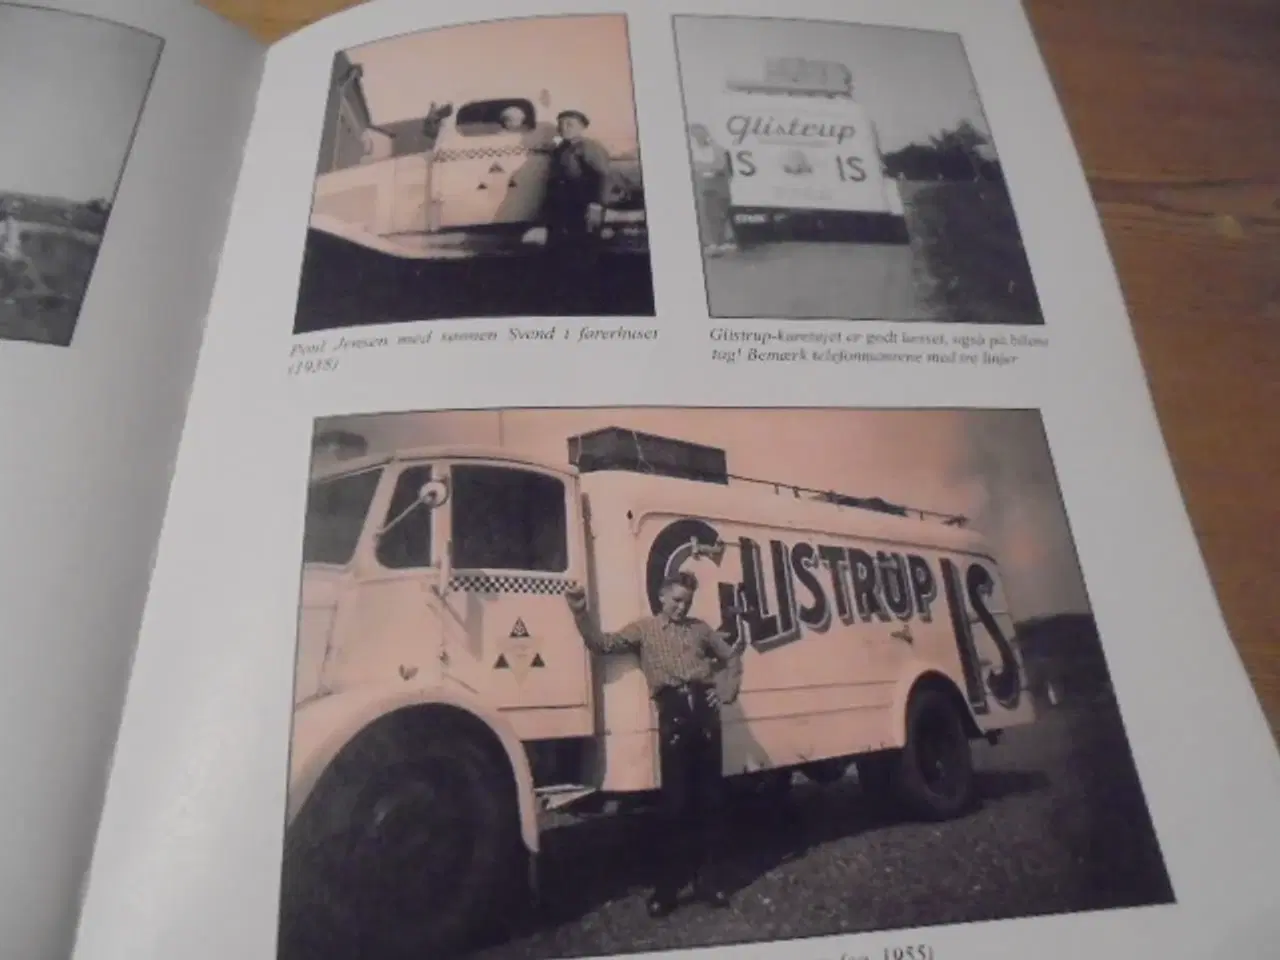 Poul Jensen med sønnen Svend i førerhuset
(1938)
Glistrup
IS IS
Glistrup-køretøjet er godt læsset, også på bilens
tag! Bemærk telefonnumrene med tre linjer
GLISTRUP IS
1955)